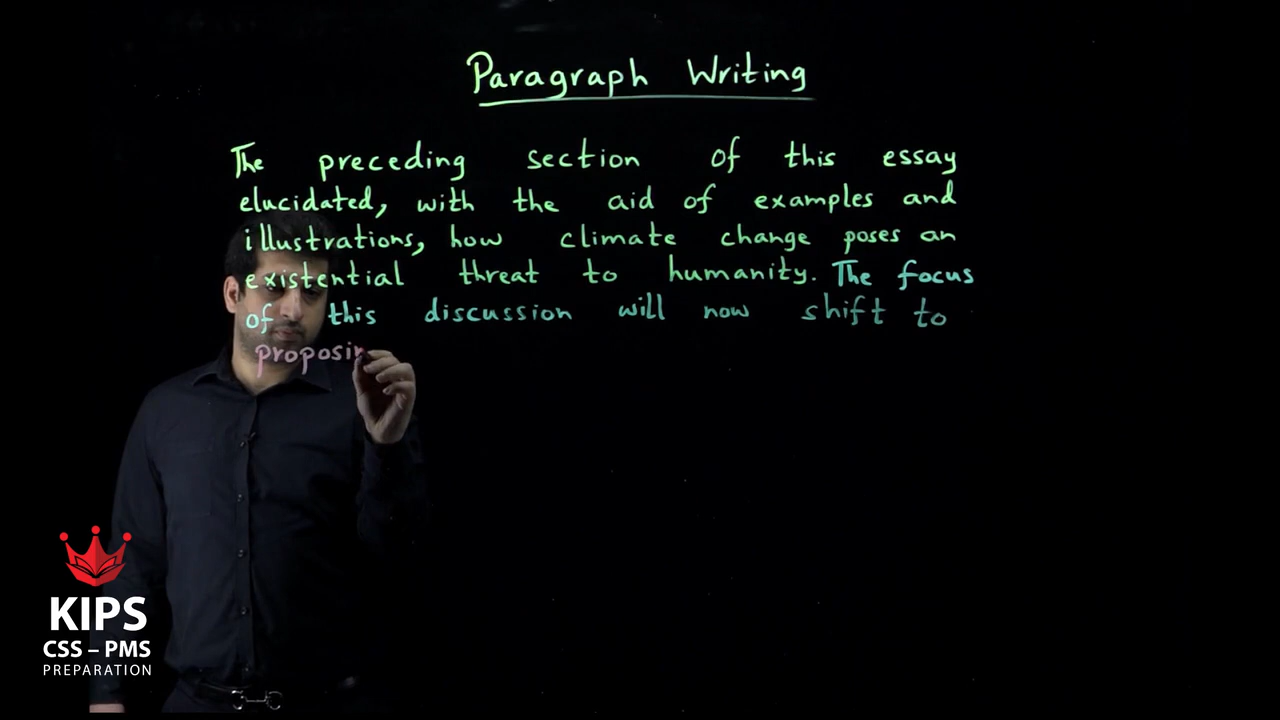 Paragraph Writing
The preceding section of this essay
elucidated, with the aid of examples and
illustrations, how climate change poses an
existential threat to humanity. The focus
of this discussion will now shift to
proposin
KIPS
CSS – PMS
PREPARATION